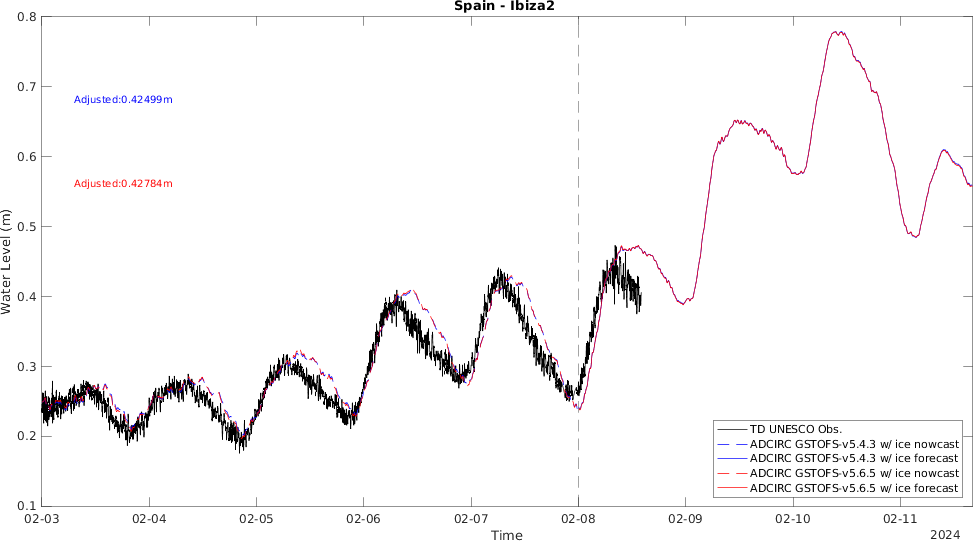 Spain - Ibiza2
0.8
0.7
0.6
0.5
0.4
0.3
0.2
0.1
Water Level (m)
Adjusted:0.42499m
Adjusted:0.42784m
TD UNESCO Obs.
ADCIRC GSTOFS-v5.4.3 w/ ice nowcast
ADCIRC GSTOFS-v5.4.3 w/ ice forecast
ADCIRC GSTOFS-v5.6.5 w/ ice nowcast
ADCIRC GSTOFS-v5.6.5 w/ ice forecast
02-03 02-04 02-05 02-06 02-07 02-08 02-09 02-10 02-11
Time
2024